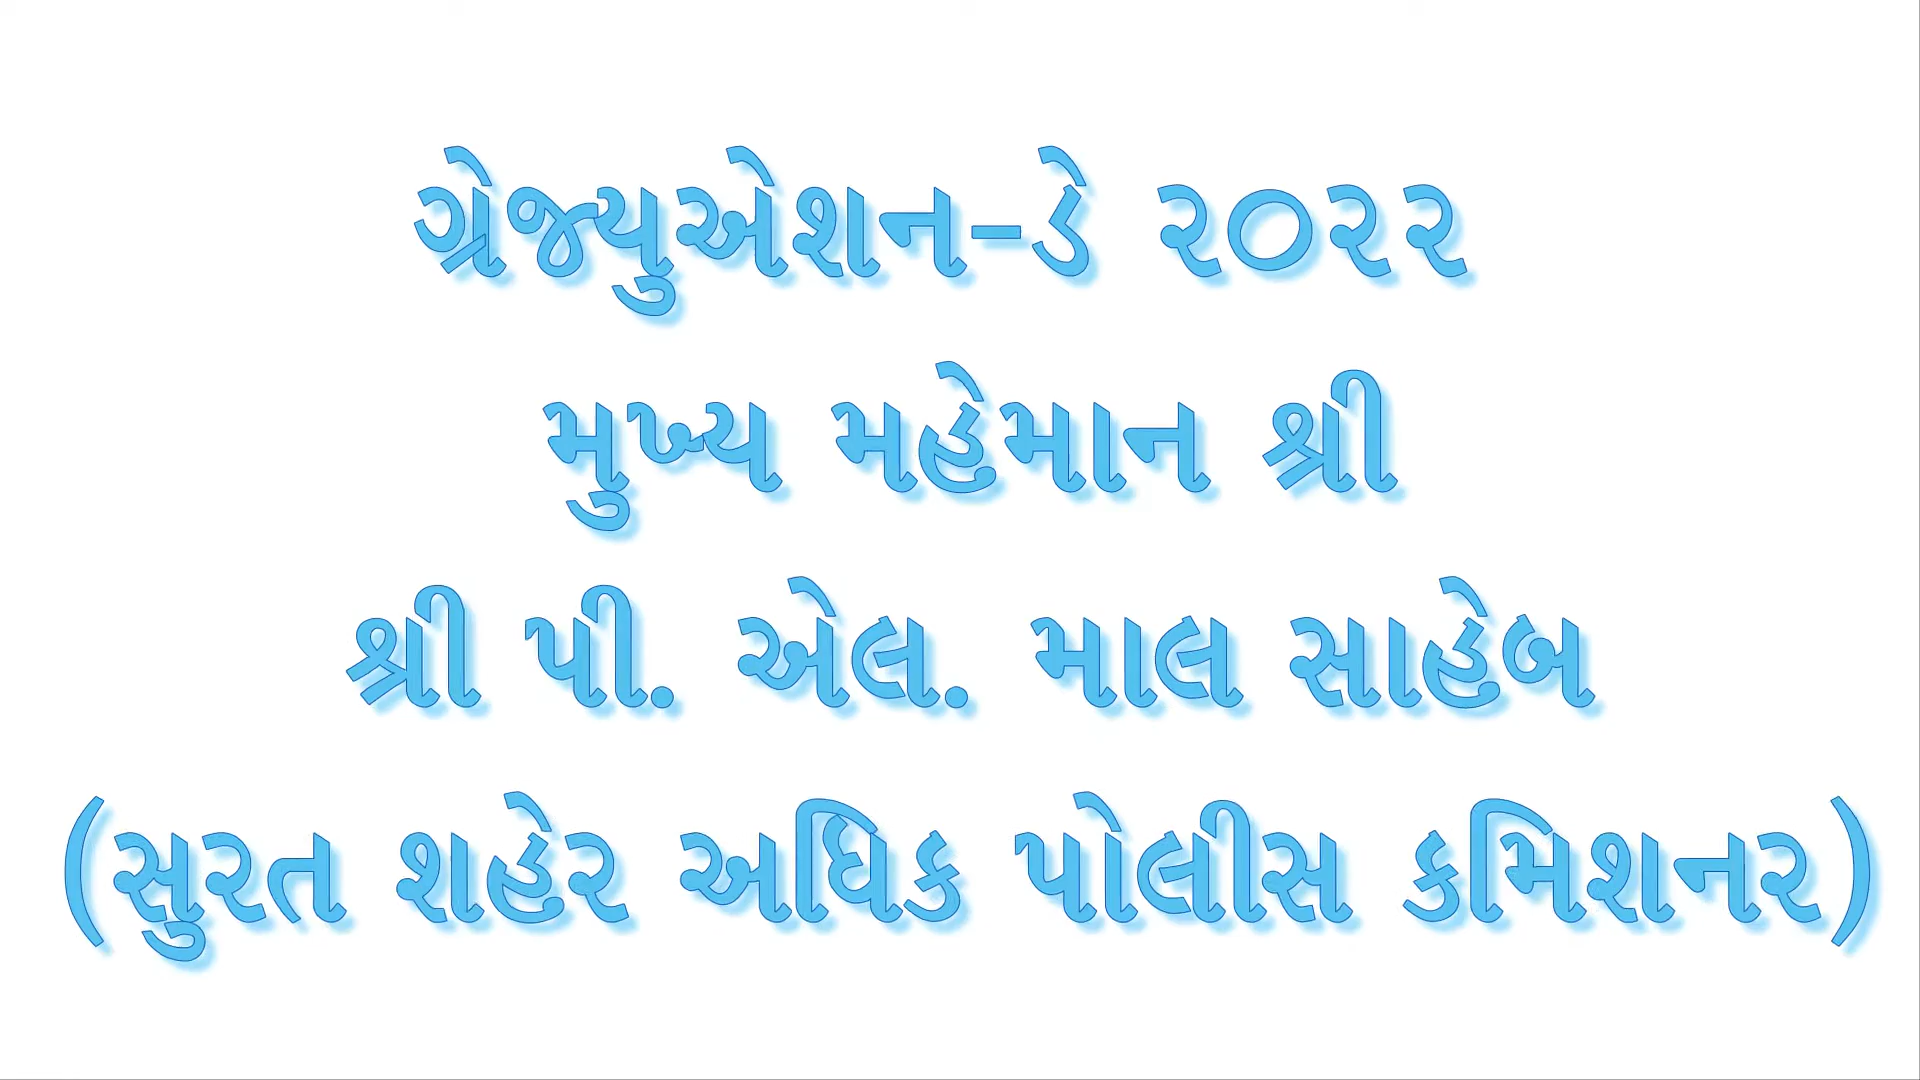 ગ્રેજ્યુએશન-ડે ૨૦૨૨
મુખ્ય મહેમાન શ્રી
શ્રી પી. એલ. માલ સાહેબ
(સુરત શહેર અધિક પોલીસ કમિશનર)